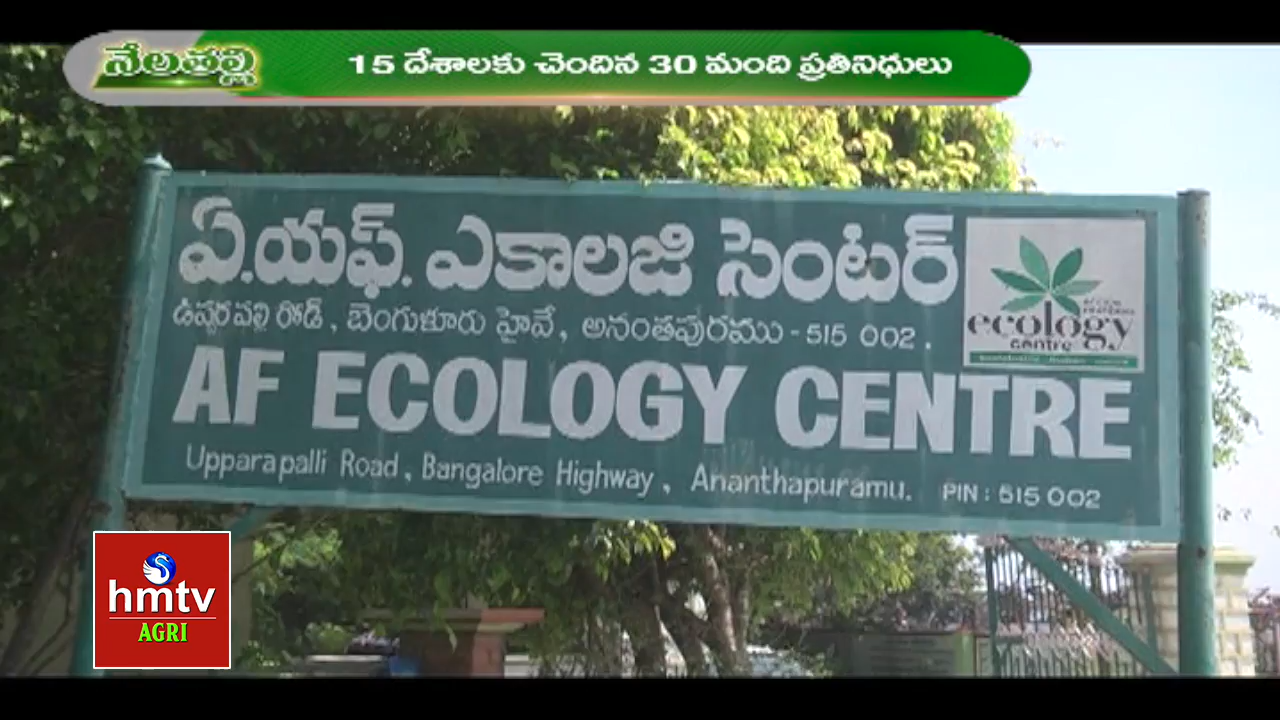 నేలతల్లి
15 దేశాలకు చెందిన 30 మంది ప్రతినిధులు
ఏ.యఫ్. ఎకాలజి సెంటర్
ఉప్పరపల్లి రోడ్, బెంగుళూరు హైవే, అనంతపురము - 515 002.
ecology
centre
AF ECOLOGY CENTRE
Upparapalli Road, Bangalore Highway, Ananthapuramu. PIN : 515 002
hmtv
AGRI